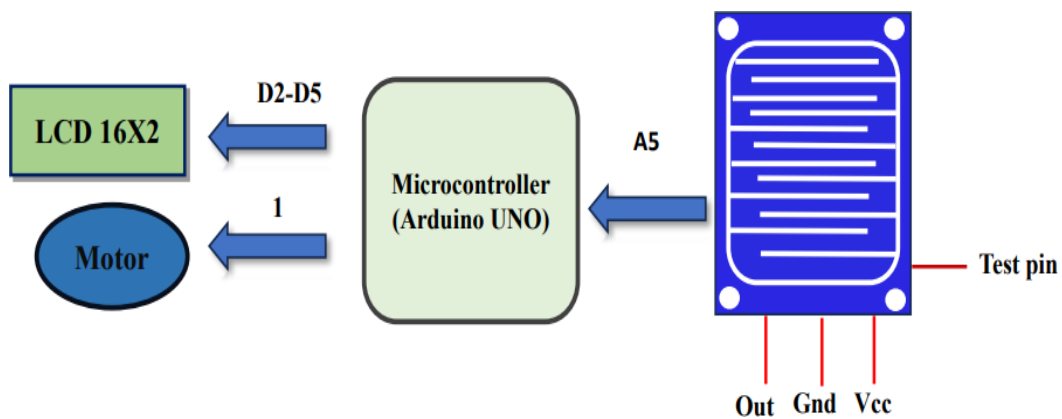 LCD 16X2
D2-D5
Microcontroller
(Arduino UNO)
A5
Motor
1
Test pin
Out Gnd Vcc